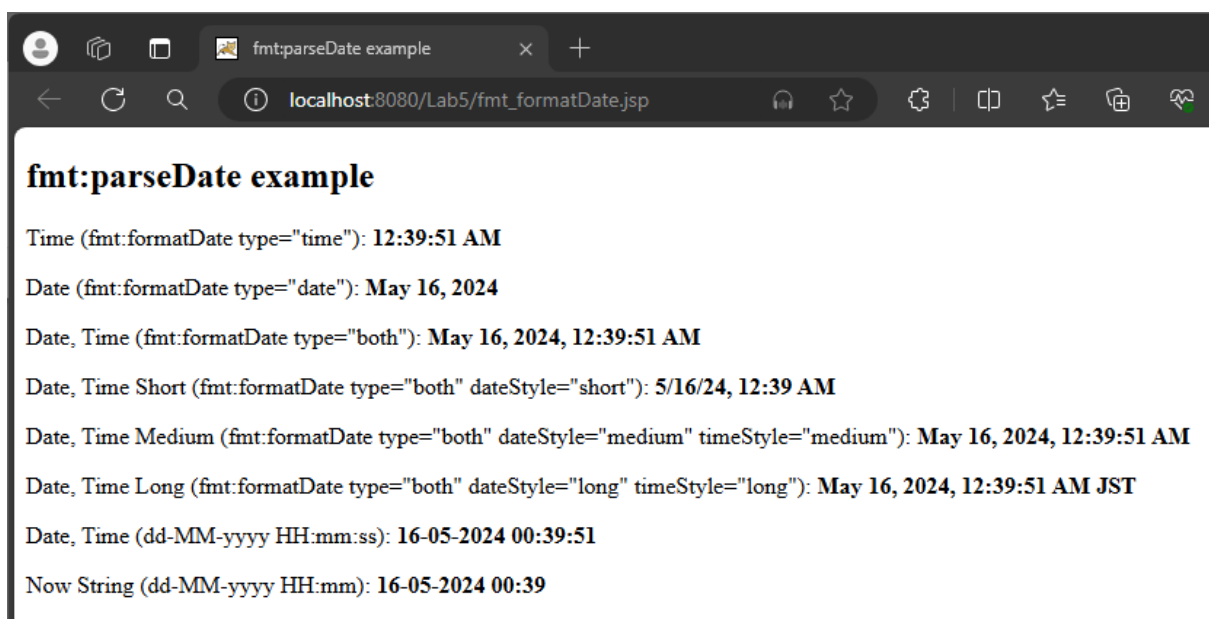 fmt:parseDate example
localhost:8080/Lab5/fmt_formatDate.jsp
fmt:parseDate example
Time (fmt:formatDate type="time"): 12:39:51 AM
Date (fmt:formatDate type="date"): May 16, 2024
Date, Time (fmt:formatDate type="both"): May 16, 2024, 12:39:51 AM
Date, Time Short (fmt:formatDate type="both" dateStyle="short"): 5/16/24, 12:39 AM
Date, Time Medium (fmt:formatDate type="both" dateStyle="medium" timeStyle="medium"): May 16, 2024, 12:39:51 AM
Date, Time Long (fmt:formatDate type="both" dateStyle="long" timeStyle="long"): May 16, 2024, 12:39:51 AM JST
Date, Time (dd-MM-yyyy HH:mm:ss): 16-05-2024 00:39:51
Now String (dd-MM-yyyy HH:mm): 16-05-2024 00:39